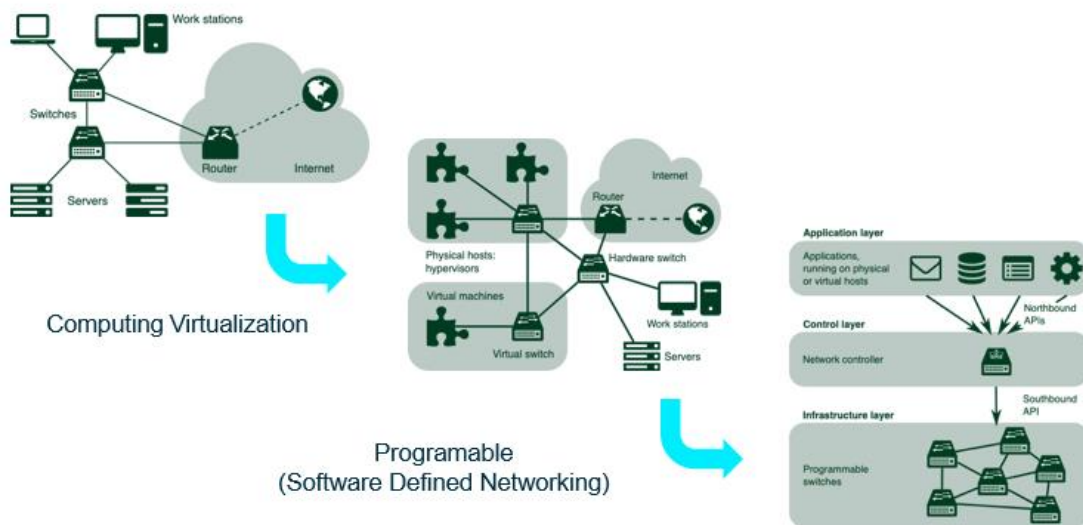 Work stations
Switches
Router
Internet
Servers
Computing Virtualization
Internet
Router
Physical hosts:
hypervisors
Hardware switch
Virtual machines
Work stations
Virtual switch
Servers
Programable
(Software Defined Networking)
Application layer
Applications,
running on physical
or virtual hosts
Northbound
APIs
Control layer
Network controller
Southbound
API
Infrastructure layer
Programmable
switches